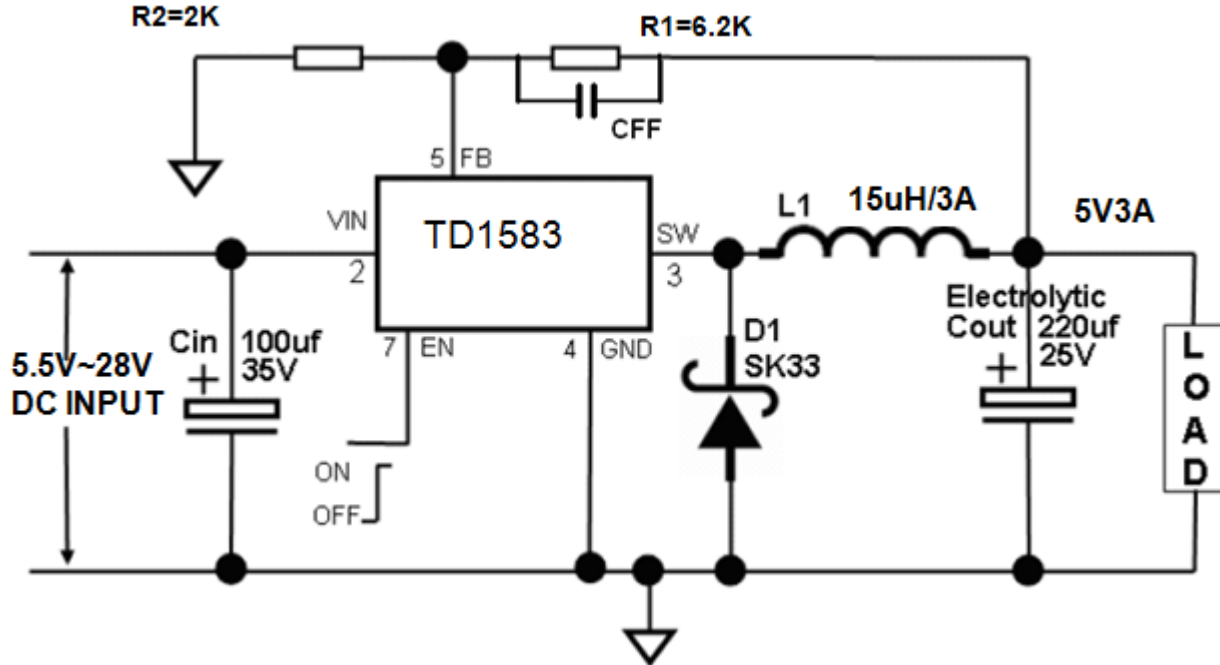 R2=2K
R1=6.2K
CFF
5 FB
VIN
TD1583
SW
L1
15uH/3A
5V3A
2
3
Cin 100uf
35V
7 EN
4 GND
D1
SK33
Electrolytic
Cout 220uf
25V
5.5V~28V
DC INPUT
ON
OFF
LOAD